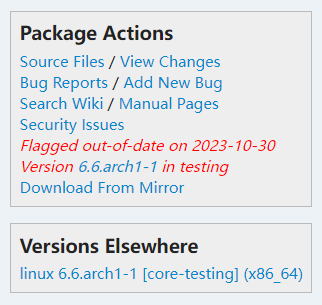 Package Actions
Source Files / View Changes
Bug Reports / Add New Bug
Search Wiki / Manual Pages
Security Issues
Flagged out-of-date on 2023-10-30
Version 6.6.arch1-1 in testing
Download From Mirror
Versions Elsewhere
linux 6.6.arch1-1 [core-testing] (x86_64)